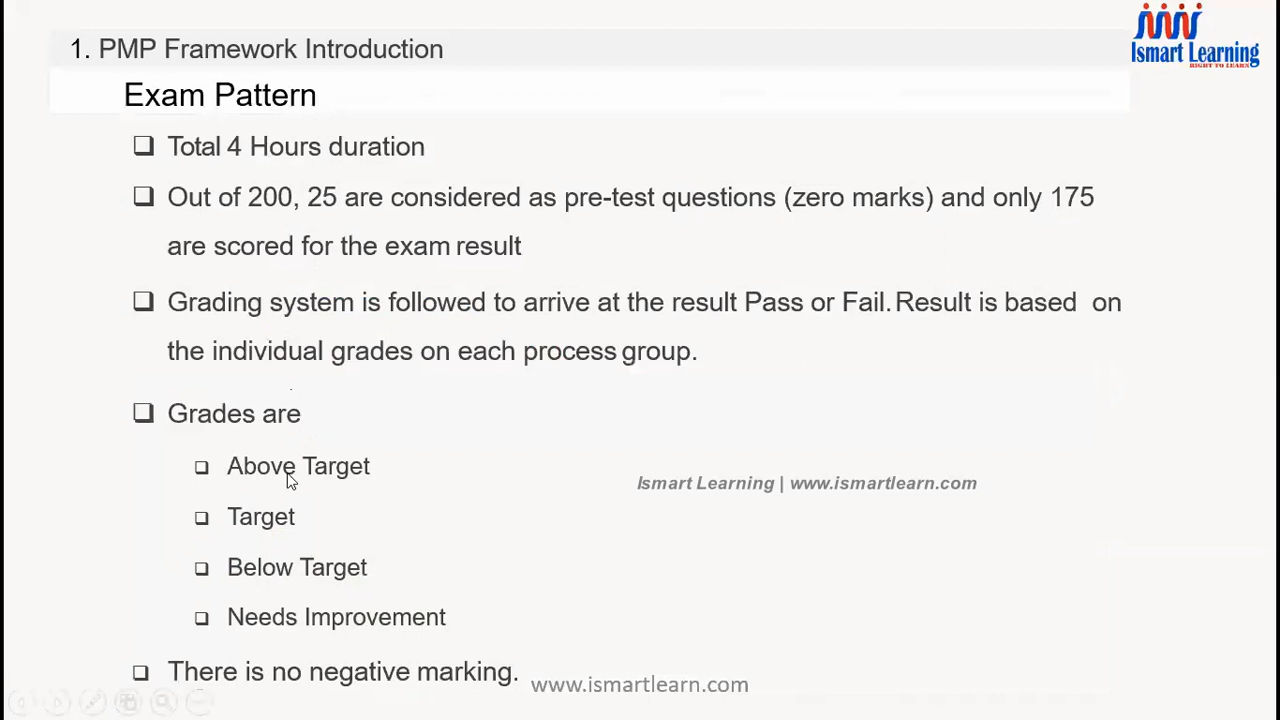 1. PMP Framework Introduction
Ismart Learning
RIGHT TO LEARN
Exam Pattern
❑ Total 4 Hours duration
❑ Out of 200, 25 are considered as pre-test questions (zero marks) and only 175
are scored for the exam result
❑ Grading system is followed to arrive at the result Pass or Fail. Result is based on
the individual grades on each process group.
❑ Grades are
❑ Above Target
Ismart Learning | www.ismartlearn.com
❑ Target
❑ Below Target
❑ Needs Improvement
❑ There is no negative marking.
www.ismartlearn.com